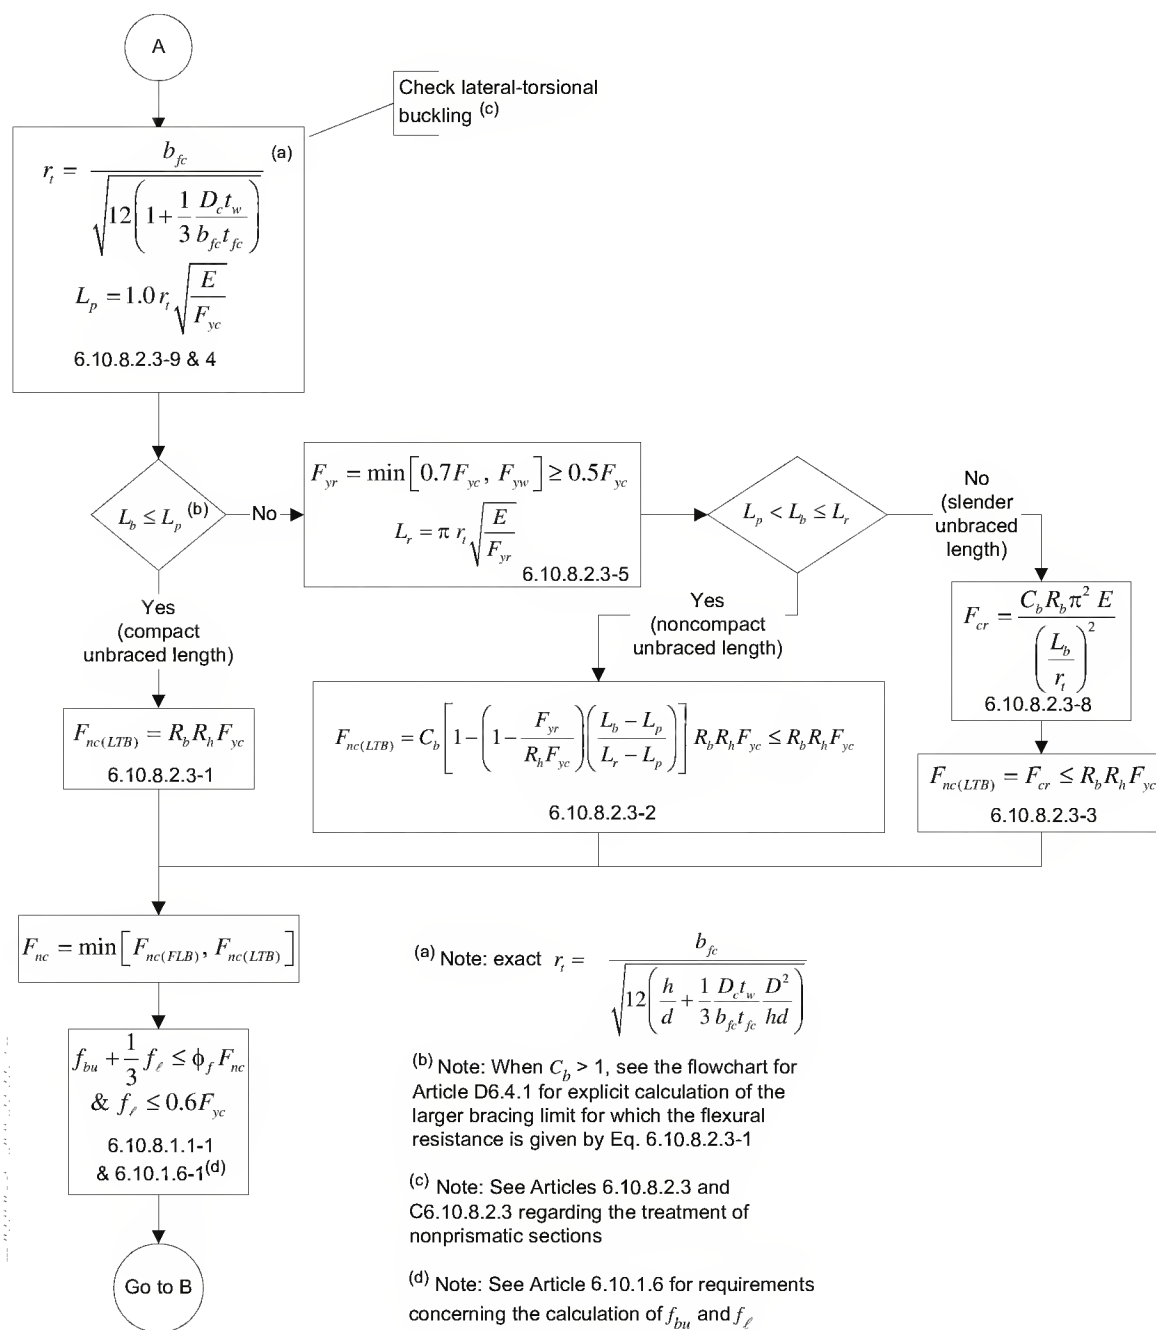 A
Check lateral-torsional
buckling (c)
r_t = b_fc / √(12(1 + 1/3 D_c t_w / b_fc t_fc)) (a)
L_p = 1.0 r_t √(E / F_yc)
6.10.8.2.3-9 & 4
L_b ≤ L_p (b)
No
F_yr = min[0.7F_yc, F_yw] ≥ 0.5F_yc
L_r = π r_t √(E / F_yr)
6.10.8.2.3-5
L_p < L_b ≤ L_r
No
(slender
unbraced
length)
F_cr = C_b R_b π² E / (L_b / r_t)²
6.10.8.2.3-8
Yes
(compact
unbraced length)
Yes
(noncompact
unbraced length)
F_nc(LTB) = R_b R_h F_yc
6.10.8.2.3-1
F_nc(LTB) = C_b [1 - (1 - F_yr / R_h F_yc)((L_b - L_p) / (L_r - L_p))] R_b R_h F_yc ≤ R_b R_h F_yc
6.10.8.2.3-2
F_nc(LTB) = F_cr ≤ R_b R_h F_yc
6.10.8.2.3-3
F_nc = min[F_nc(FLB), F_nc(LTB)]
f_bu + 1/3 f_ℓ ≤ ϕ_f F_nc
& f_ℓ ≤ 0.6F_yc
6.10.8.1.1-1
& 6.10.1.6-1(d)
Go to B
(a) Note: exact r_t = b_fc / √(12(h/d + 1/3 D_c t_w / b_fc t_fc D² / hd))
(b) Note: When C_b > 1, see the flowchart for
Article D6.4.1 for explicit calculation of the
larger bracing limit for which the flexural
resistance is given by Eq. 6.10.8.2.3-1
(c) Note: See Articles 6.10.8.2.3 and
C6.10.8.2.3 regarding the treatment of
nonprismatic sections
(d) Note: See Article 6.10.1.6 for requirements
concerning the calculation of f_bu and f_ℓ